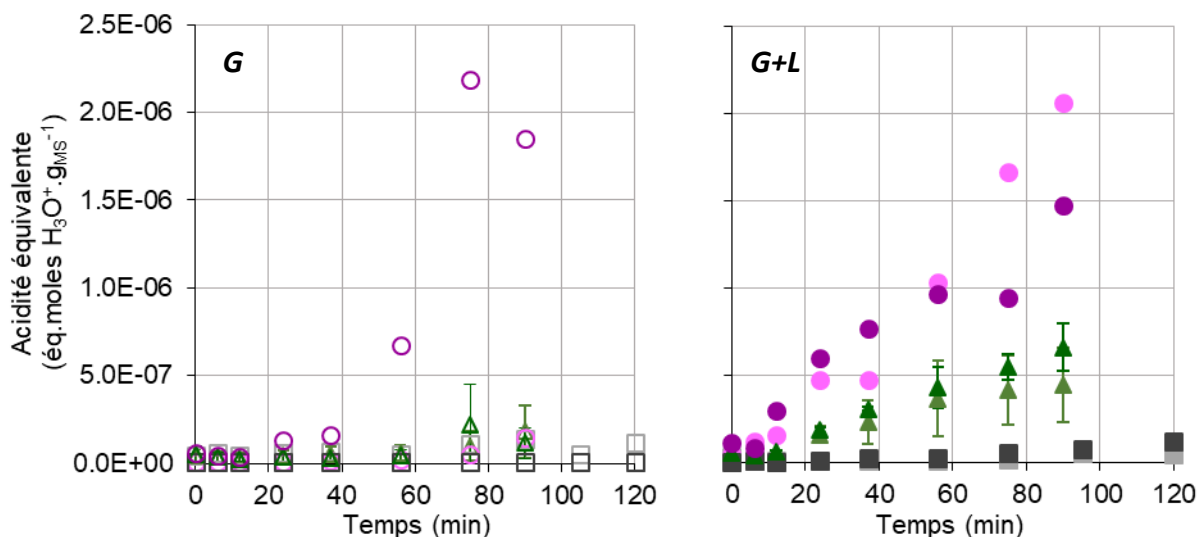 G
G+L
Acidité équivalente
(éq.moles H₃O⁺.gMS⁻¹)
2.5E-06
2.0E-06
1.5E-06
1.0E-06
5.0E-07
0.0E+00
0 20 40 60 80 100 120
0 20 40 60 80 100 120
Temps (min)
Temps (min)